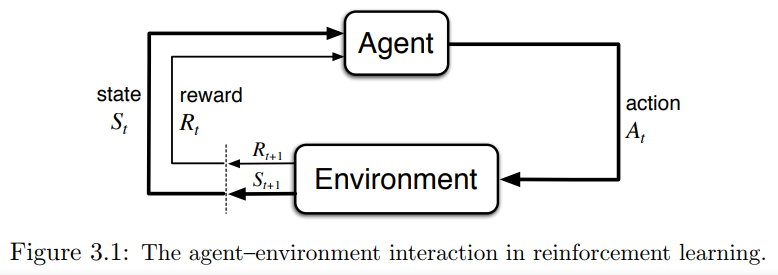 Agent
state
S_t
reward
R_t
action
A_t
R_{t+1}
S_{t+1}
Environment
Figure 3.1: The agent–environment interaction in reinforcement learning.